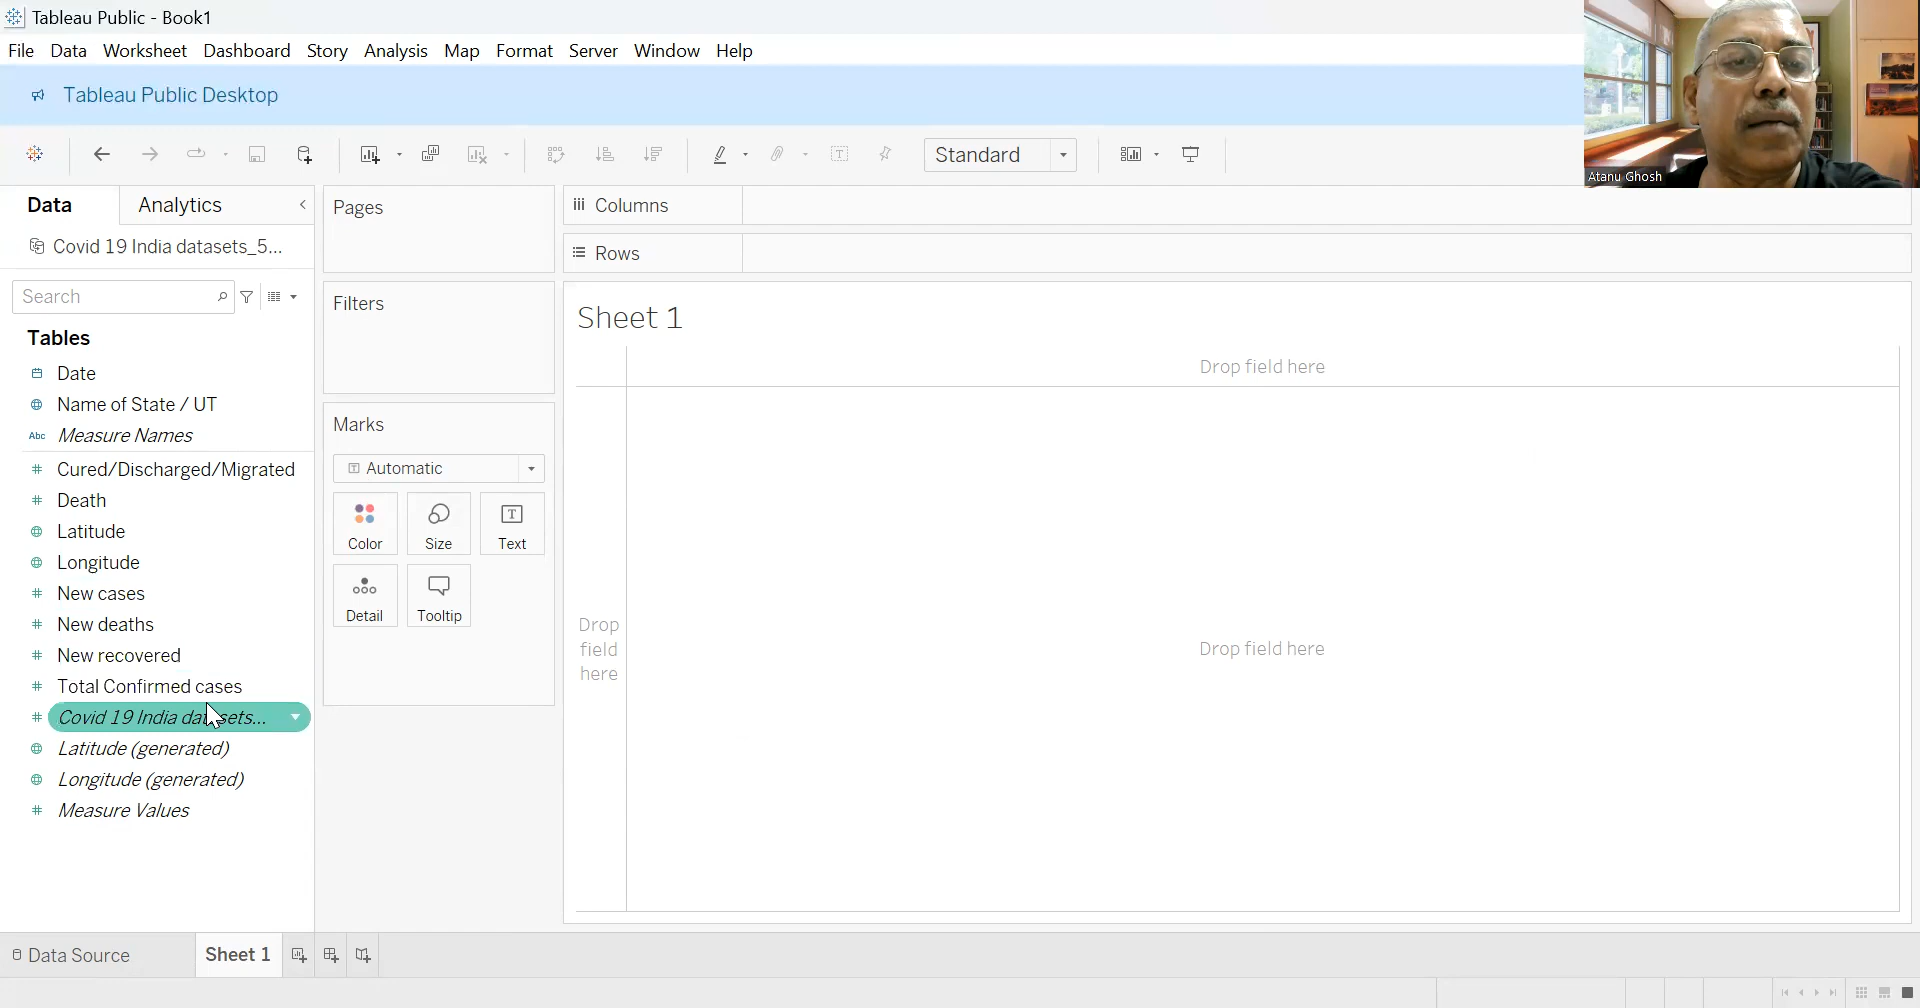 Tableau Public - Book1
File Data Worksheet Dashboard Story Analysis Map Format Server Window Help
Tableau Public Desktop
Standard
Atanu Ghosh
Data Analytics
Covid 19 India datasets_5...
Search
Tables
Date
Name of State / UT
Abc Measure Names
# Cured/Discharged/Migrated
# Death
Latitude
Longitude
# New cases
# New deaths
# New recovered
# Total Confirmed cases
# Covid 19 India datasets...
Latitude (generated)
Longitude (generated)
# Measure Values
Pages
Filters
Marks
Automatic
Color
Size
T
Text
Detail
Tooltip
Columns
Rows
Sheet 1
Drop field here
Drop
field
here
Drop field here
Data Source
Sheet 1